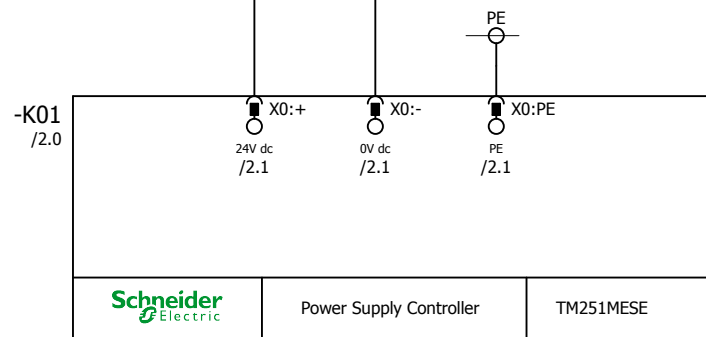 PE
-K01
/2.0
X0:+
X0:-
X0:PE
24V dc
0V dc
PE
/2.1
/2.1
/2.1
Schneider
Electric
Power Supply Controller
TM251MESE